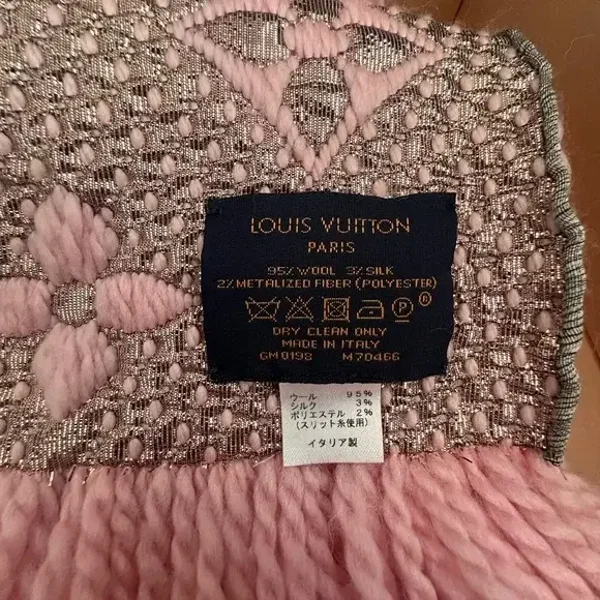 LOUIS VUITTON
PARIS
95% WOOL 3% SILK
2% METALIZED FIBER (POLYESTER)
P ®
DRY CLEAN ONLY
MADE IN ITALY
GM0198 M70466
ウール 95%
シルク 3%
ポリエステル 2%
(スリット糸使用)
イタリア製